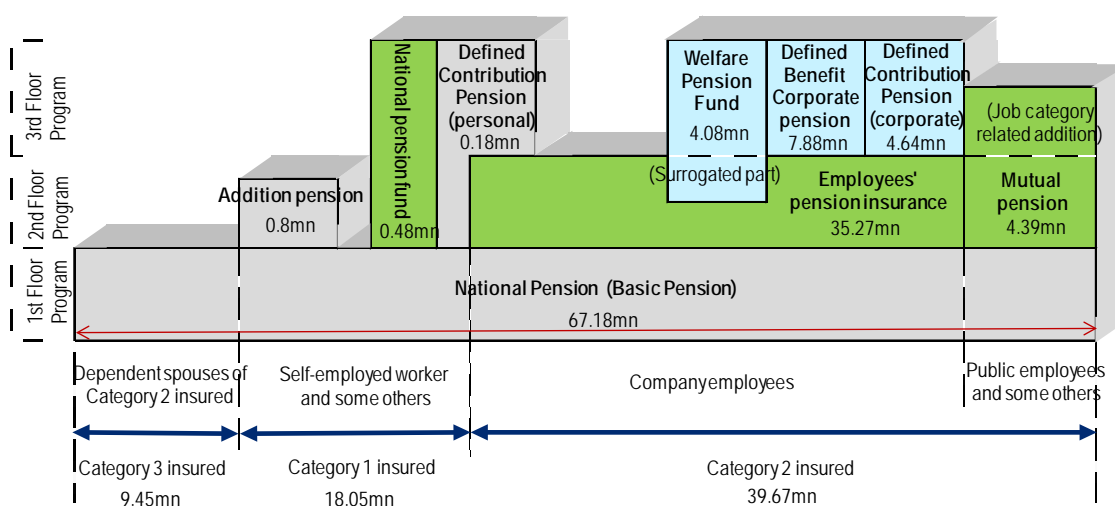 3rd Floor
Program
2nd Floor
Program
1st Floor
Program
National pension fund
0.48mn
Defined
Contribution
Pension
(personal)
0.18mn
Addition pension
0.8mn
Welfare
Pension
Fund
4.08mn
(Surrogated part)
Defined
Benefit
Corporate
pension
7.88mn
Defined
Contribution
Pension
(corporate)
4.64mn
(Job category
related addition)
Employees'
pension insurance
35.27mn
Mutual
pension
4.39mn
National Pension (Basic Pension)
67.18mn
Dependent spouses of
Category 2 insured
Self-employed worker
and some others
Company employees
Public employees
and some others
Category 3 insured
9.45mn
Category 1 insured
18.05mn
Category 2 insured
39.67mn